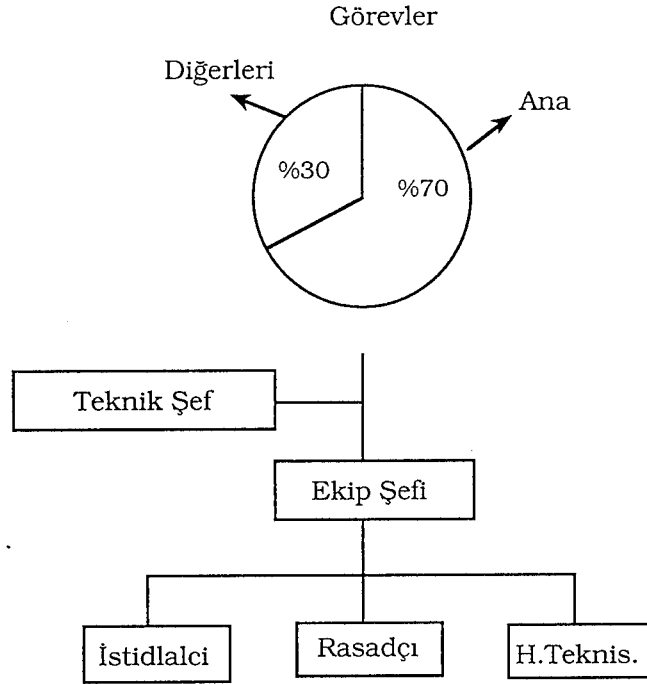 Görevler
Diğerleri
Ana
%30
%70
Teknik Şef
Ekip Şefi
İstidlalci
Rasadçı
H.Teknis.